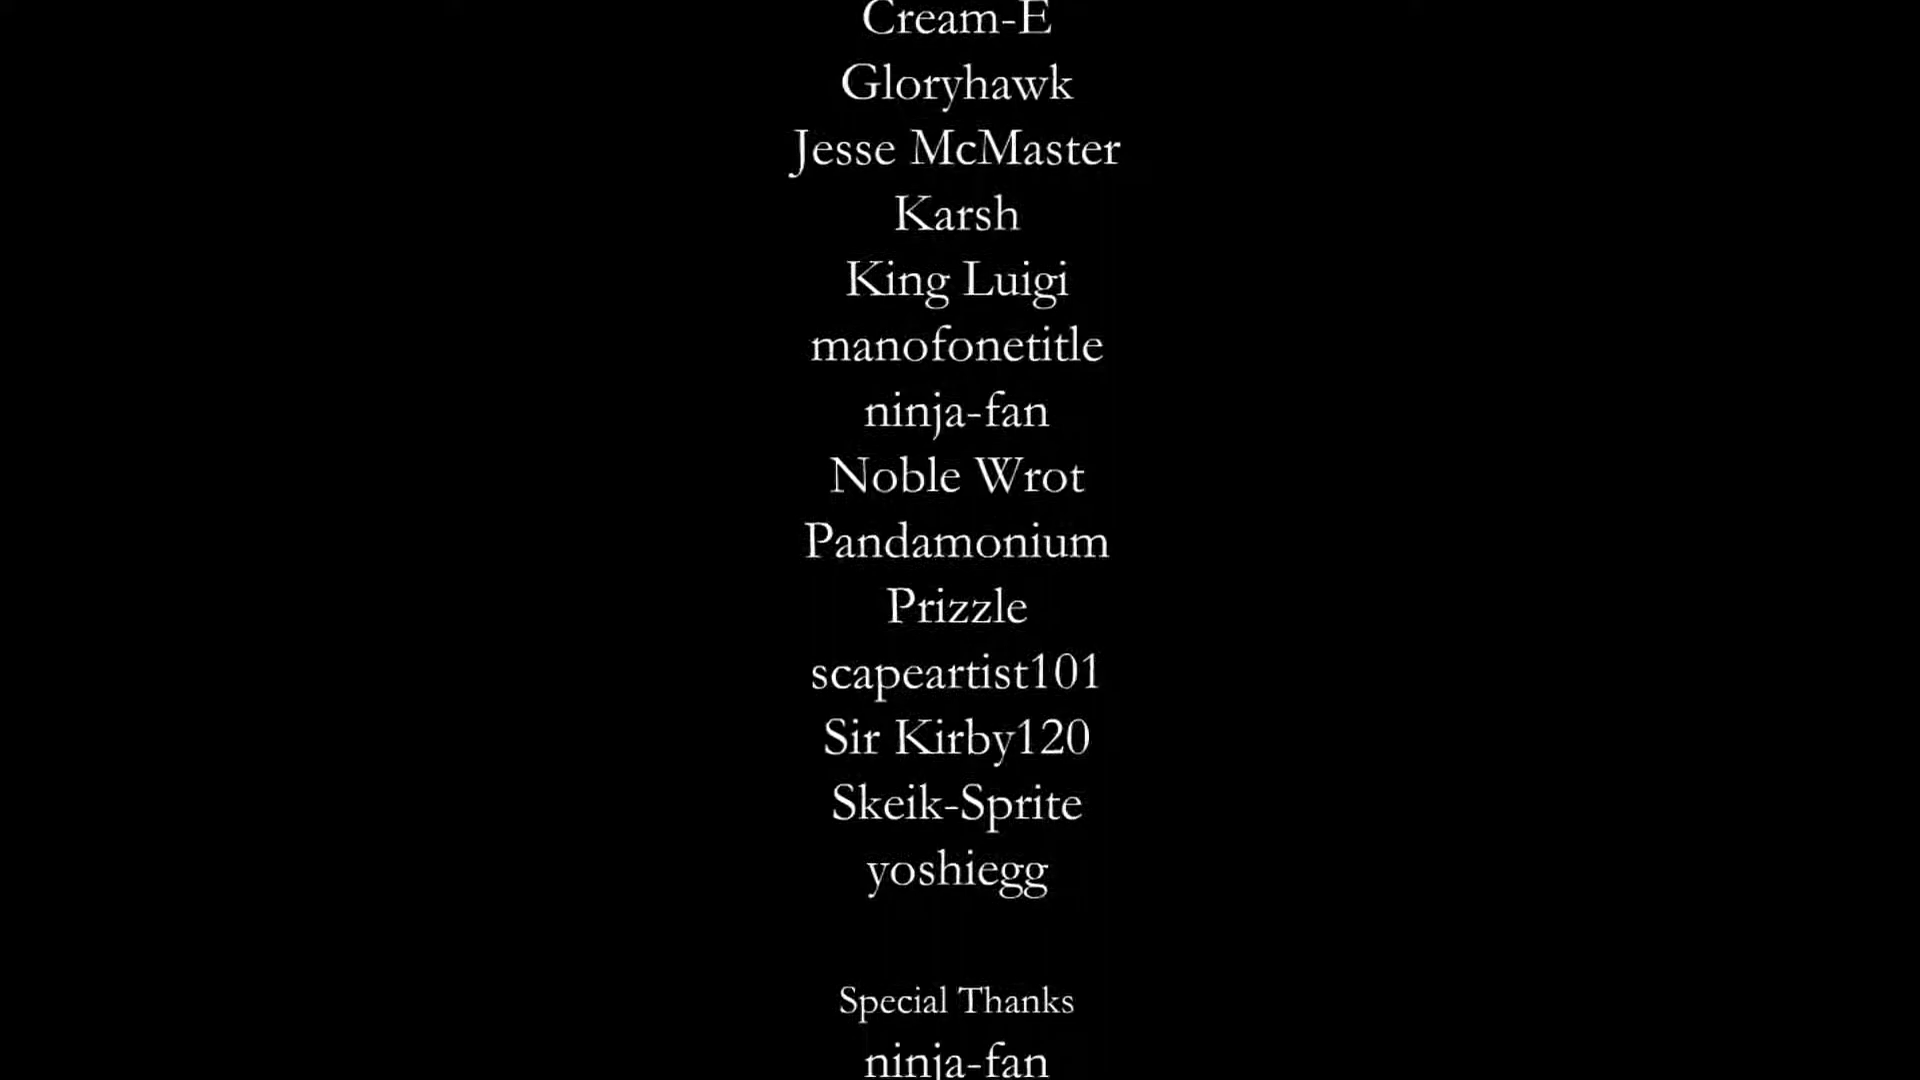 Cream-E
Gloryhawk
Jesse McMaster
Karsh
King Luigi
manofonetitle
ninja-fan
Noble Wrot
Pandamonium
Prizzle
scapeartist101
Sir Kirby120
Skeik-Sprite
yoshiegg
Special Thanks
ninja-fan